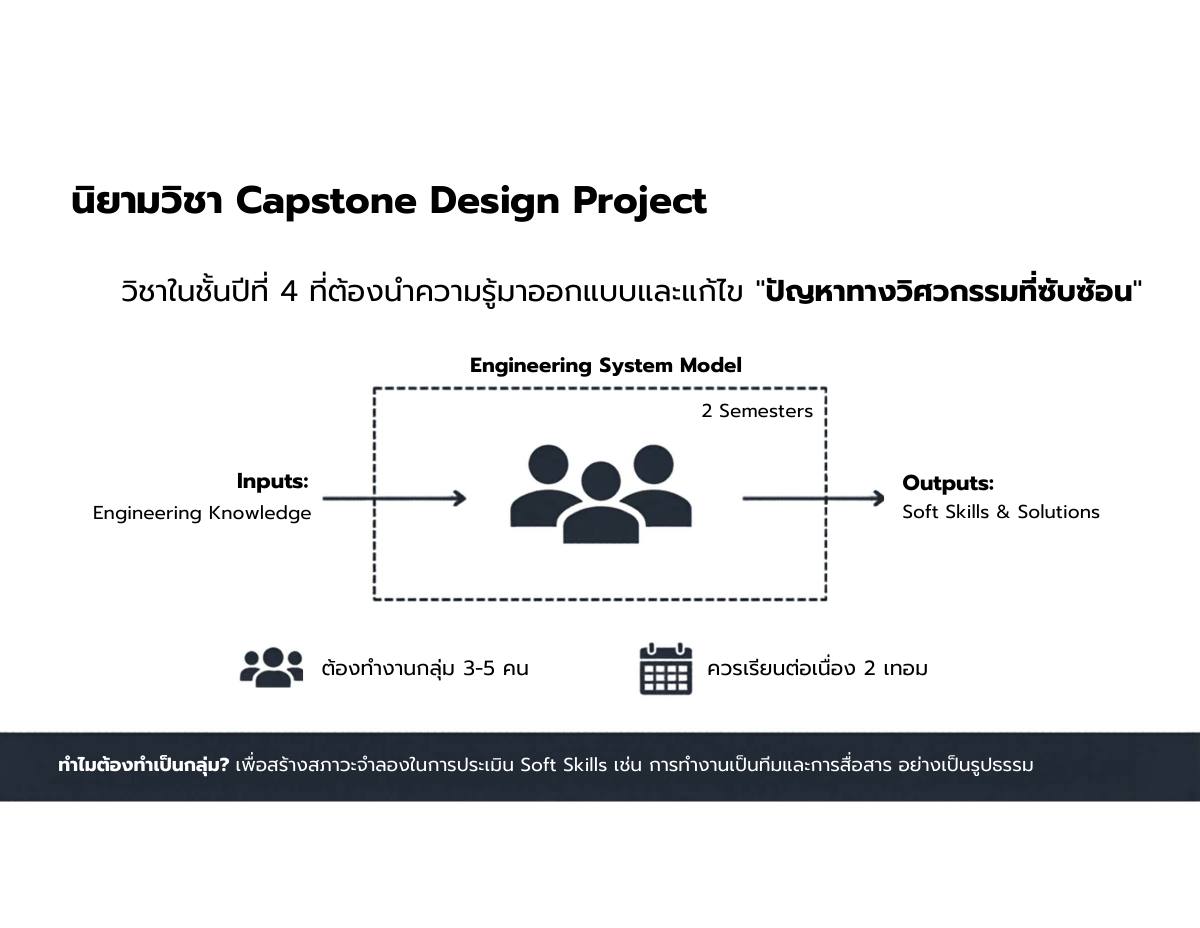 นิยามวิชา Capstone Design Project
วิชาในชั้นปีที่ 4 ที่ต้องนำความรู้มาออกแบบและแก้ไข "ปัญหาทางวิศวกรรมที่ซับซ้อน"
Engineering System Model
2 Semesters
Inputs:
Engineering Knowledge
Outputs:
Soft Skills & Solutions
ต้องทำงานกลุ่ม 3-5 คน
ควรเรียนต่อเนื่อง 2 เทอม
ทำไมต้องทำเป็นกลุ่ม? เพื่อสร้างสภาวะจำลองในการประเมิน Soft Skills เช่น การทำงานเป็นทีมและการสื่อสาร อย่างเป็นรูปธรรม